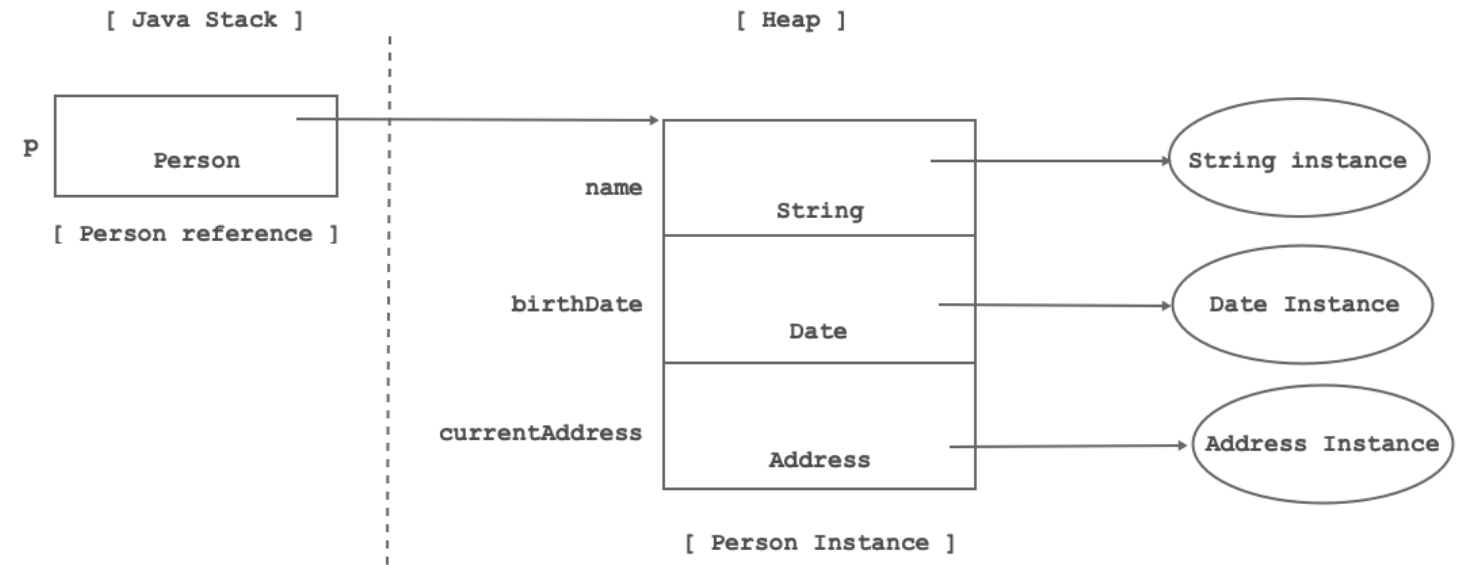 [ Java Stack ]
[ Heap ]
p
Person
[ Person reference ]
name
String
String instance
birthDate
Date
Date Instance
currentAddress
Address
Address Instance
[ Person Instance ]